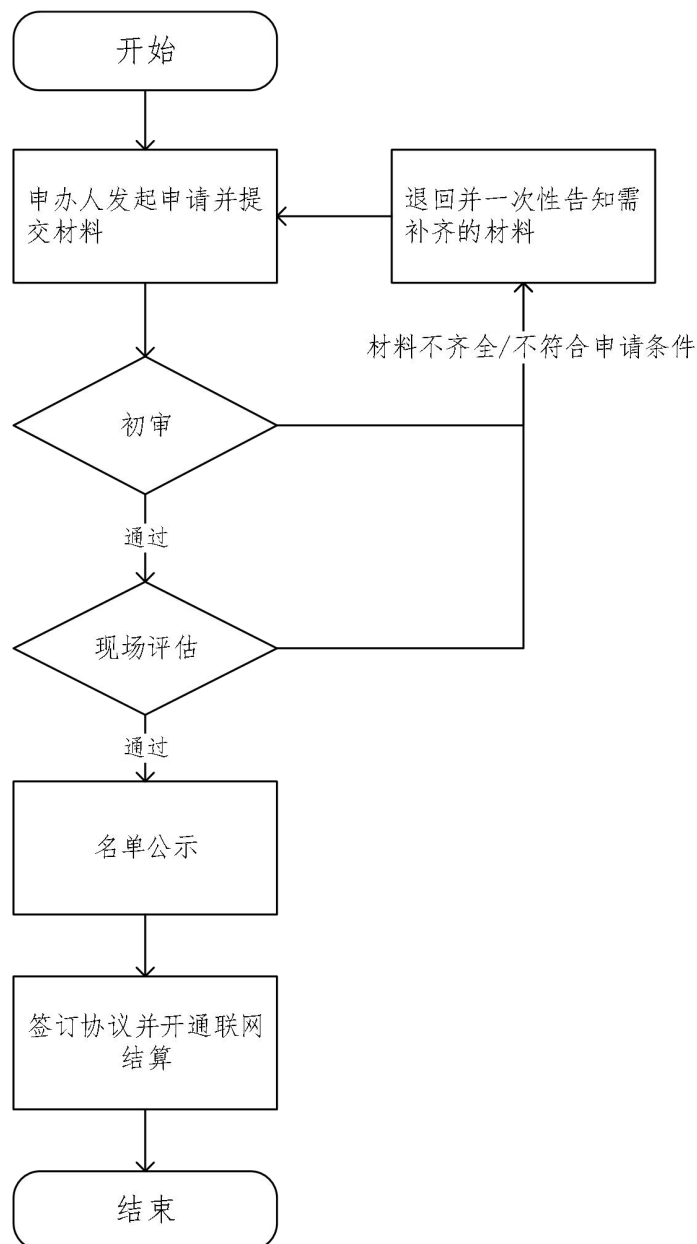 开始
申办人发起申请并提
交材料
退回并一次性告知需
补齐的材料
材料不齐全/不符合申请条件
初审
通过
现场评估
通过
名单公示
签订协议并开通联网
结算
结束